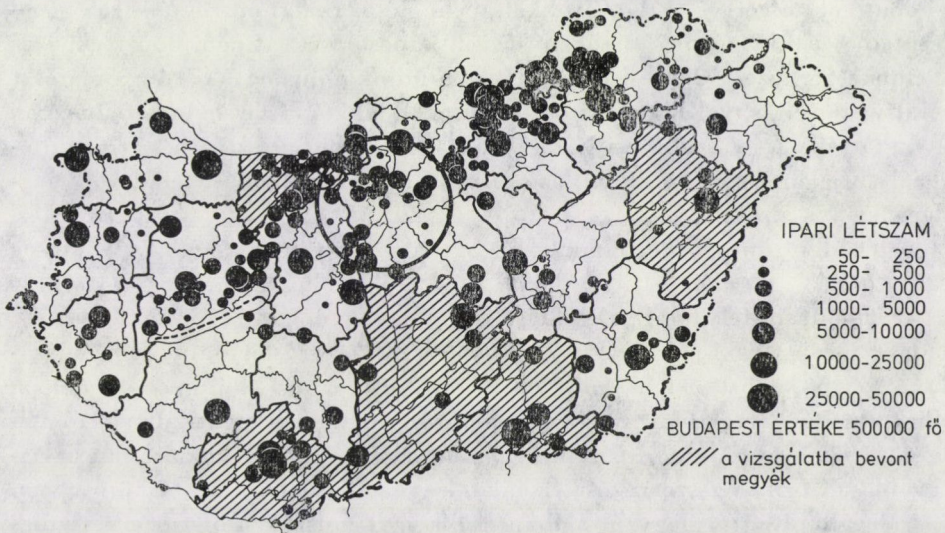 IPARI LÉTSZÁM
50- 250
250 - 500
500 - 1000
1000 - 5000
5000-10000
10000-25000
25000-50000
BUDAPEST ÉRTÉKE 500000 fő
a vizsgálatba bevont
megyék